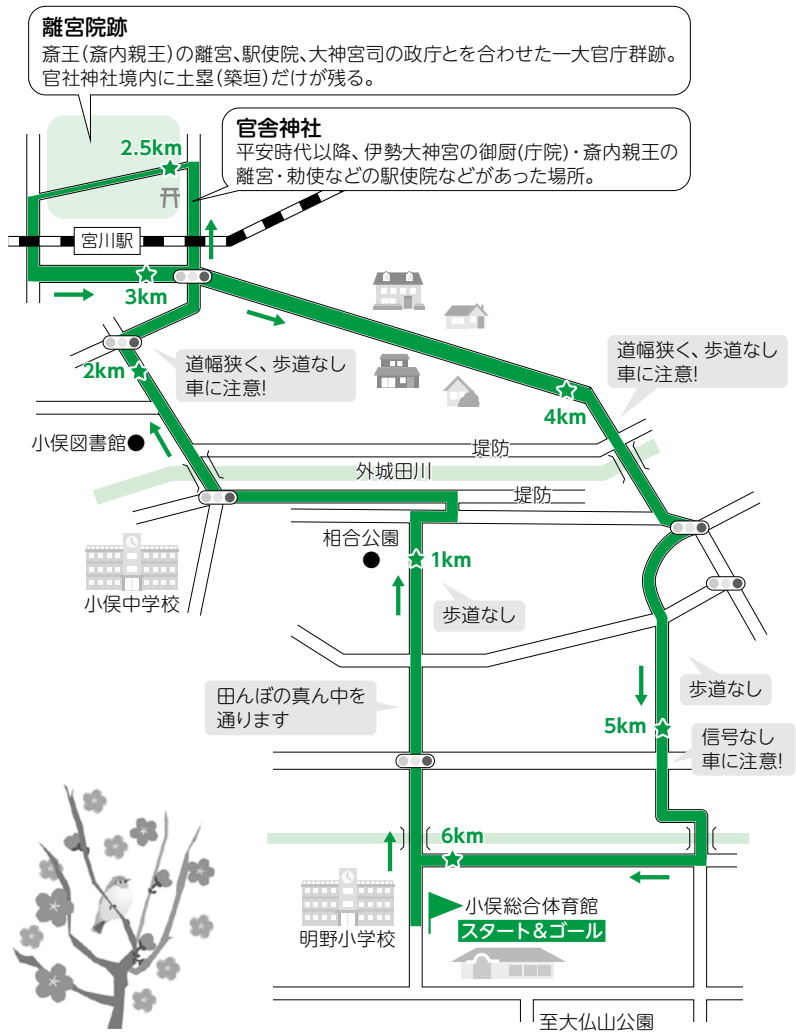 離宮院跡
斎王(斎内親王)の離宮、駅使院、大神宮司の政庁とを合わせた一大官庁群跡。
官社神社境内に土塁(築垣)だけが残る。
官舎神社
平安時代以降、伊勢大神宮の御厨(庁院)・斎内親王の
離宮・勅使などの駅使院などがあった場所。
2.5km
宮川駅
3km
2km
道幅狭く、歩道なし
車に注意!
道幅狭く、歩道なし
車に注意!
4km
小俣図書館
堤防
外城田川
堤防
相合公園
1km
小俣中学校
歩道なし
田んぼの真ん中を
通ります
歩道なし
5km
信号なし
車に注意!
6km
明野小学校
小俣総合体育館
スタート&ゴール
至大仏山公園